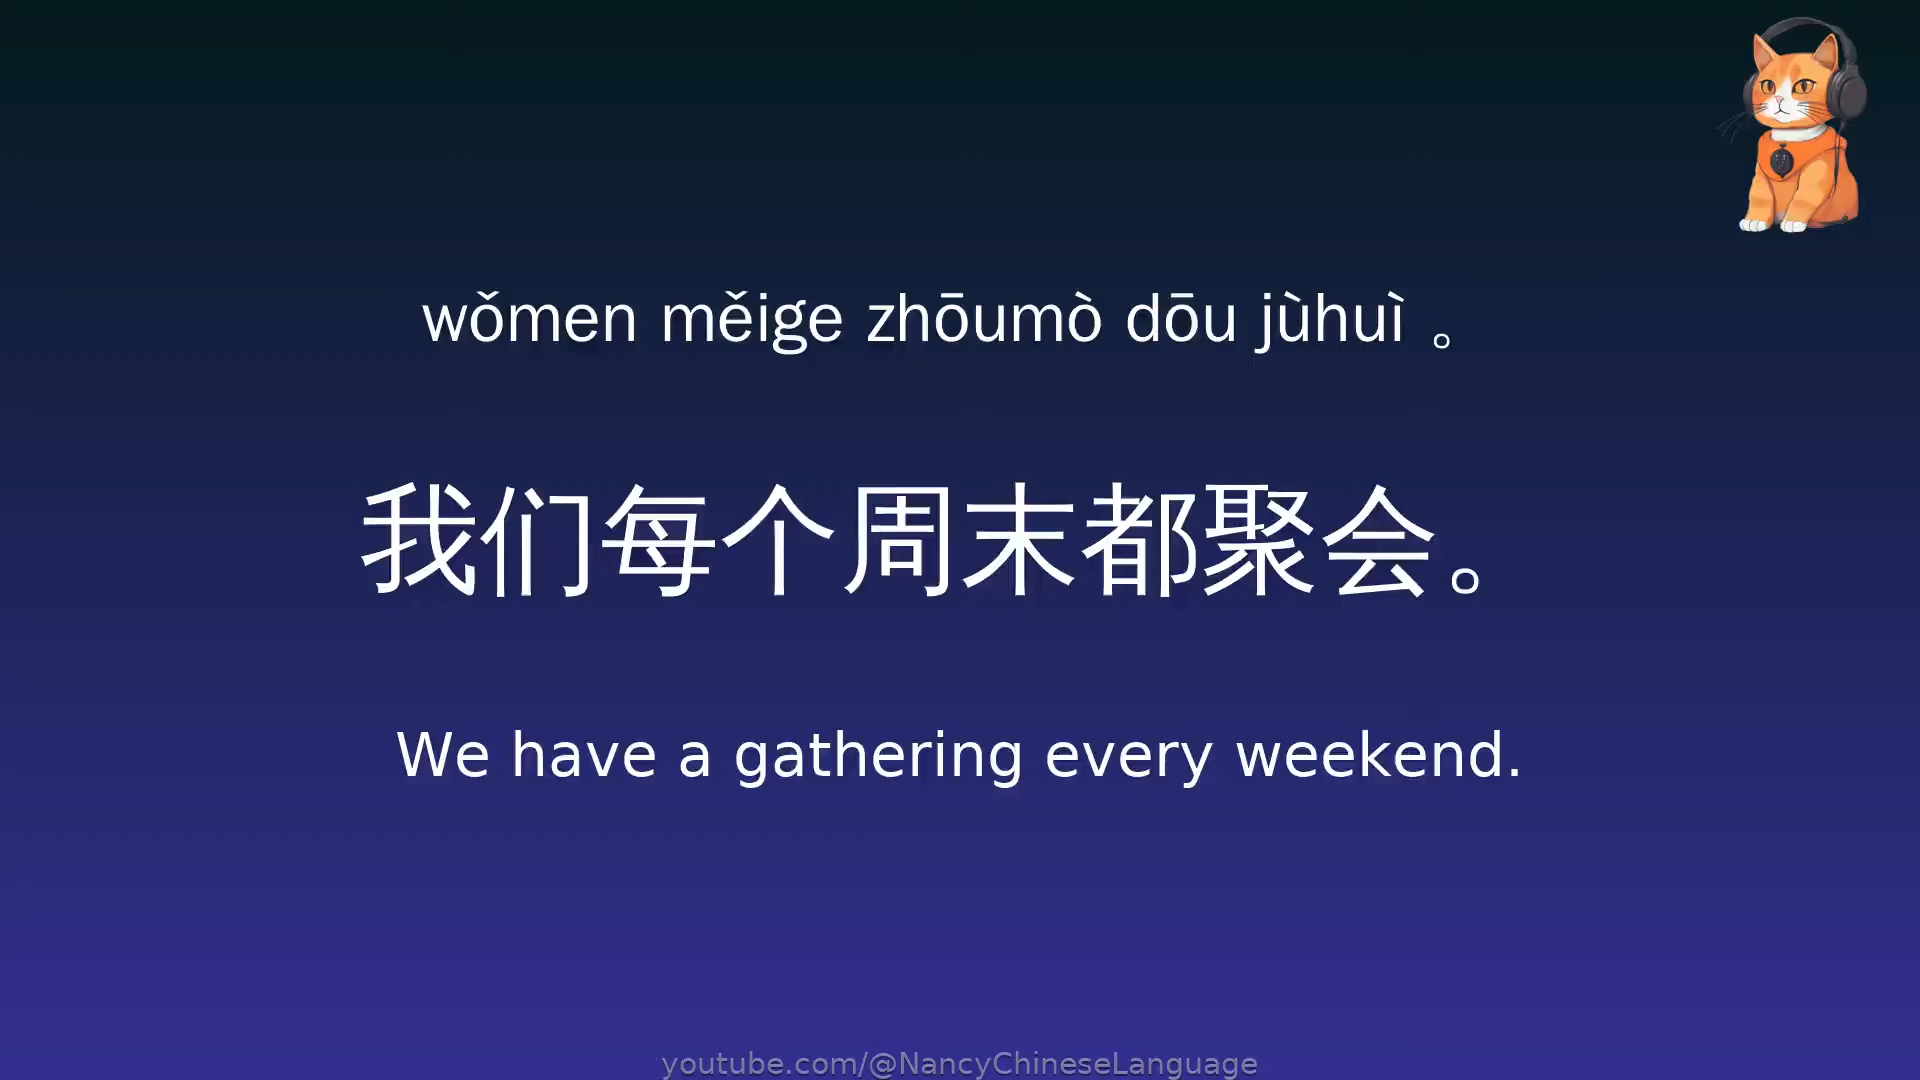 wǒmen měige zhōumò dōu jùhuì 。
我们每个周末都聚会。
We have a gathering every weekend.
youtube.com/@NancyChineseLanguage